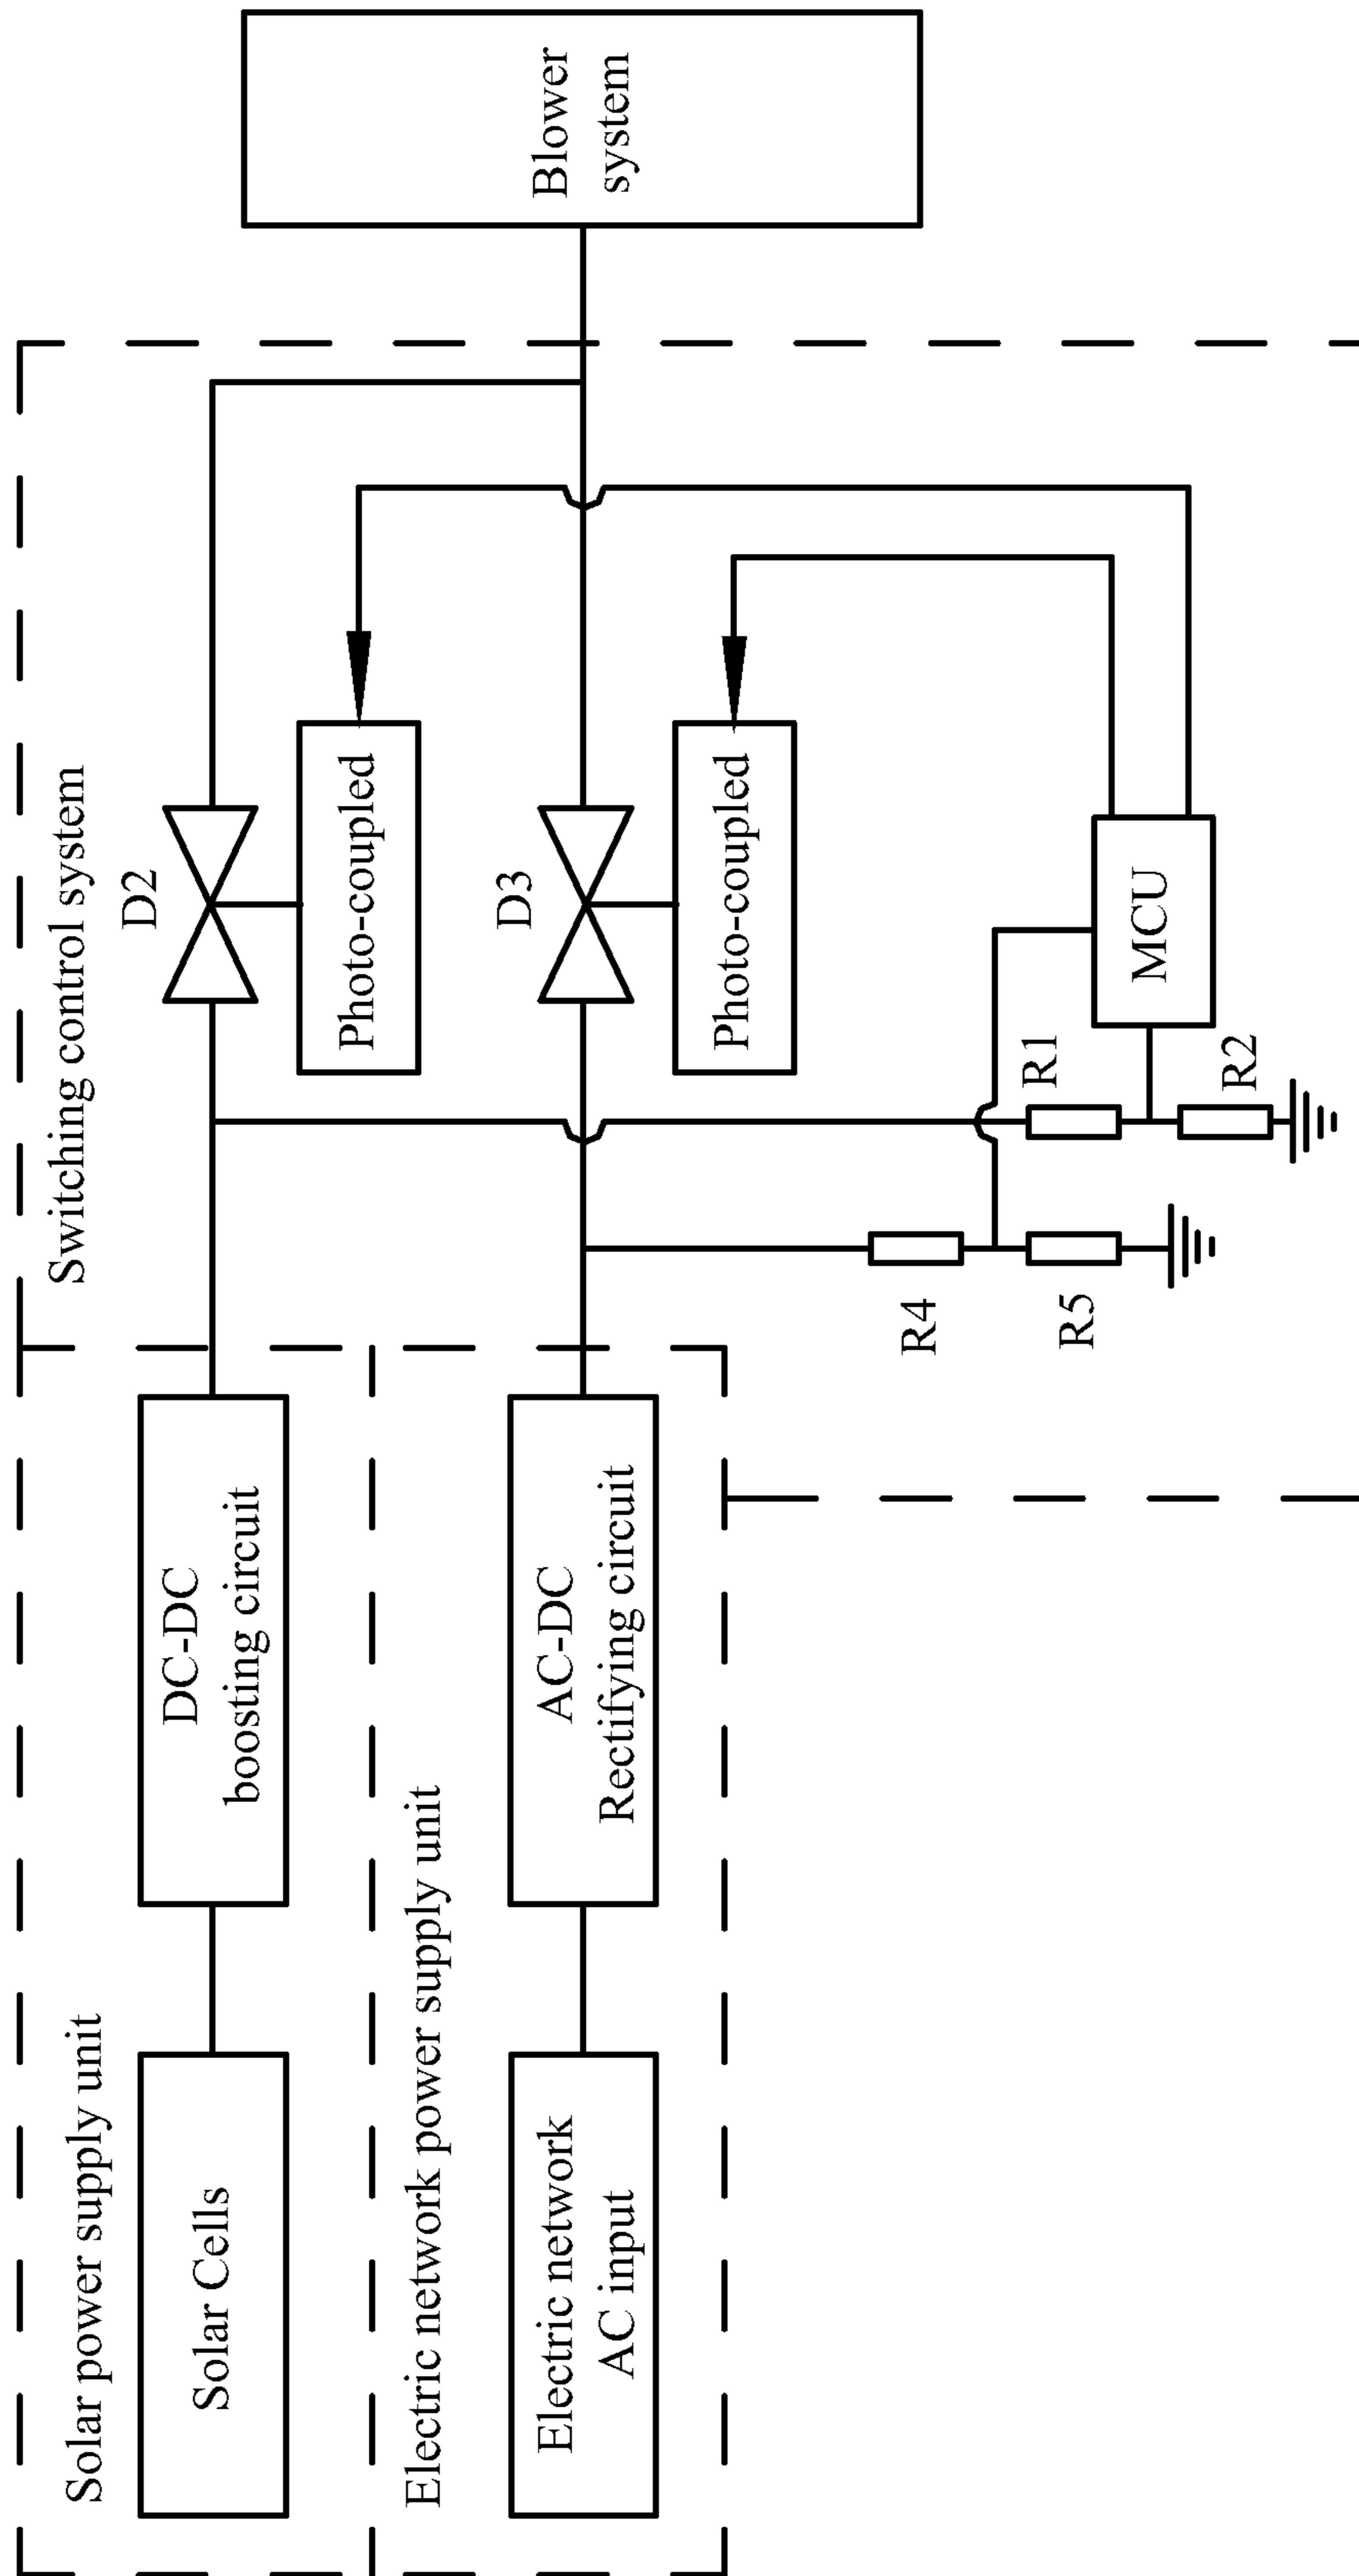 Solar power supply unit
Solar Cells
DC-DC
boosting circuit
Electric network power supply unit
Electric network
AC input
AC-DC
Rectifying circuit
Switching control system
D2
Photo-coupled
D3
Photo-coupled
R4
R5
R1
R2
MCU
Blower
system